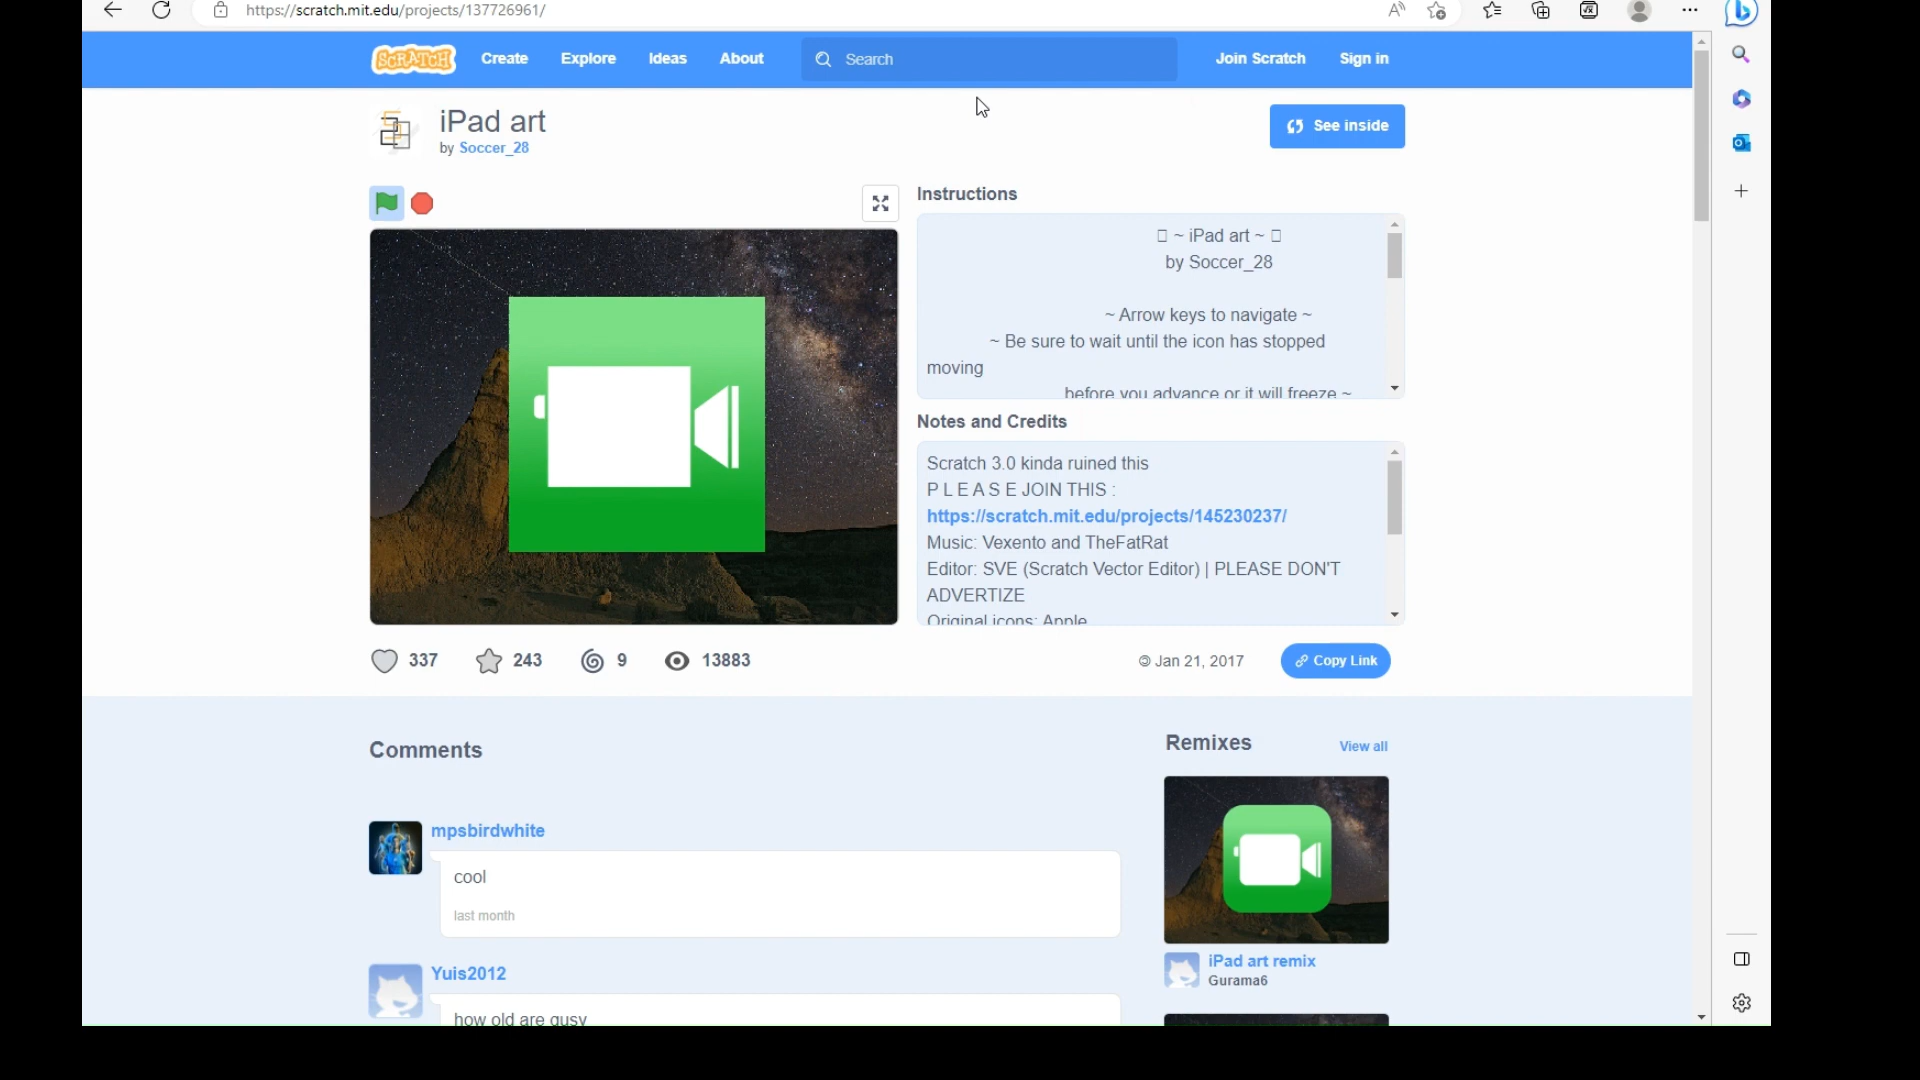 https://scratch.mit.edu/projects/137726961/
SCRATCH Create Explore Ideas About Search Join Scratch Sign in
iPad art
by Soccer_28
See inside
Instructions
~ iPad art ~
by Soccer_28
~ Arrow keys to navigate ~
~ Be sure to wait until the icon has stopped
moving
before you advance or it will freeze ~
Notes and Credits
Scratch 3.0 kinda ruined this
P L E A S E JOIN THIS :
https://scratch.mit.edu/projects/145230237/
Music: Vexento and TheFatRat
Editor: SVE (Scratch Vector Editor) | PLEASE DON'T
ADVERTIZE
Original icons: Apple
337 243 9 13883
© Jan 21, 2017
Copy Link
Comments
mpsbirdwhite
cool
last month
Yuis2012
how old are gusy
Remixes
View all
iPad art remix
Gurama6